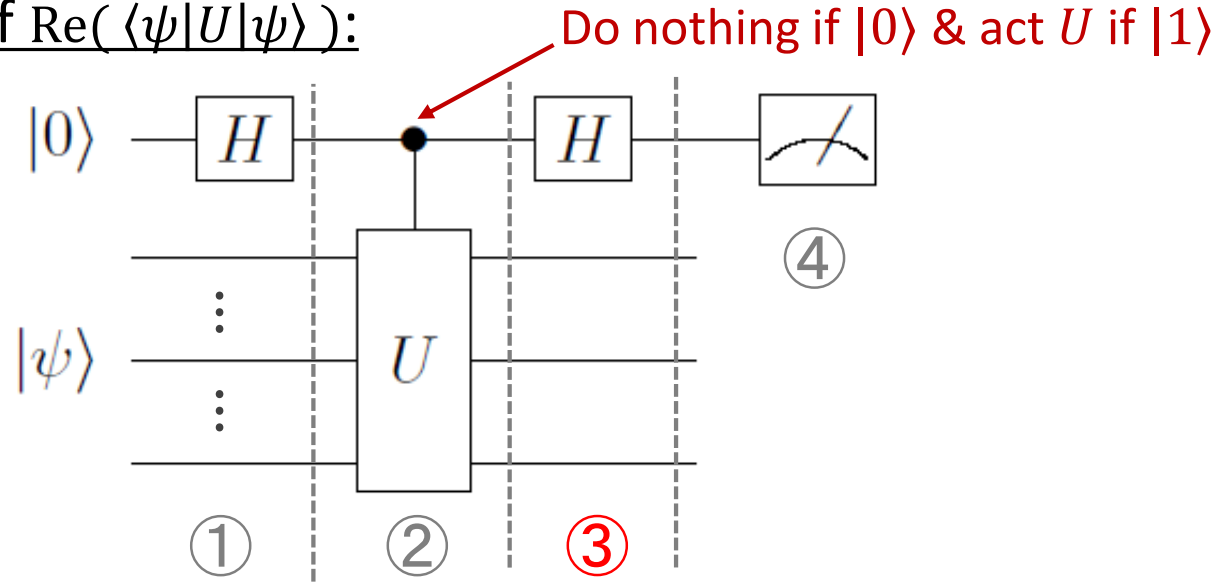 f Re( ⟨ψ|U|ψ⟩ ):
Do nothing if |0⟩ & act U if |1⟩
|0⟩ H H
④
|ψ⟩ U
① ② ③